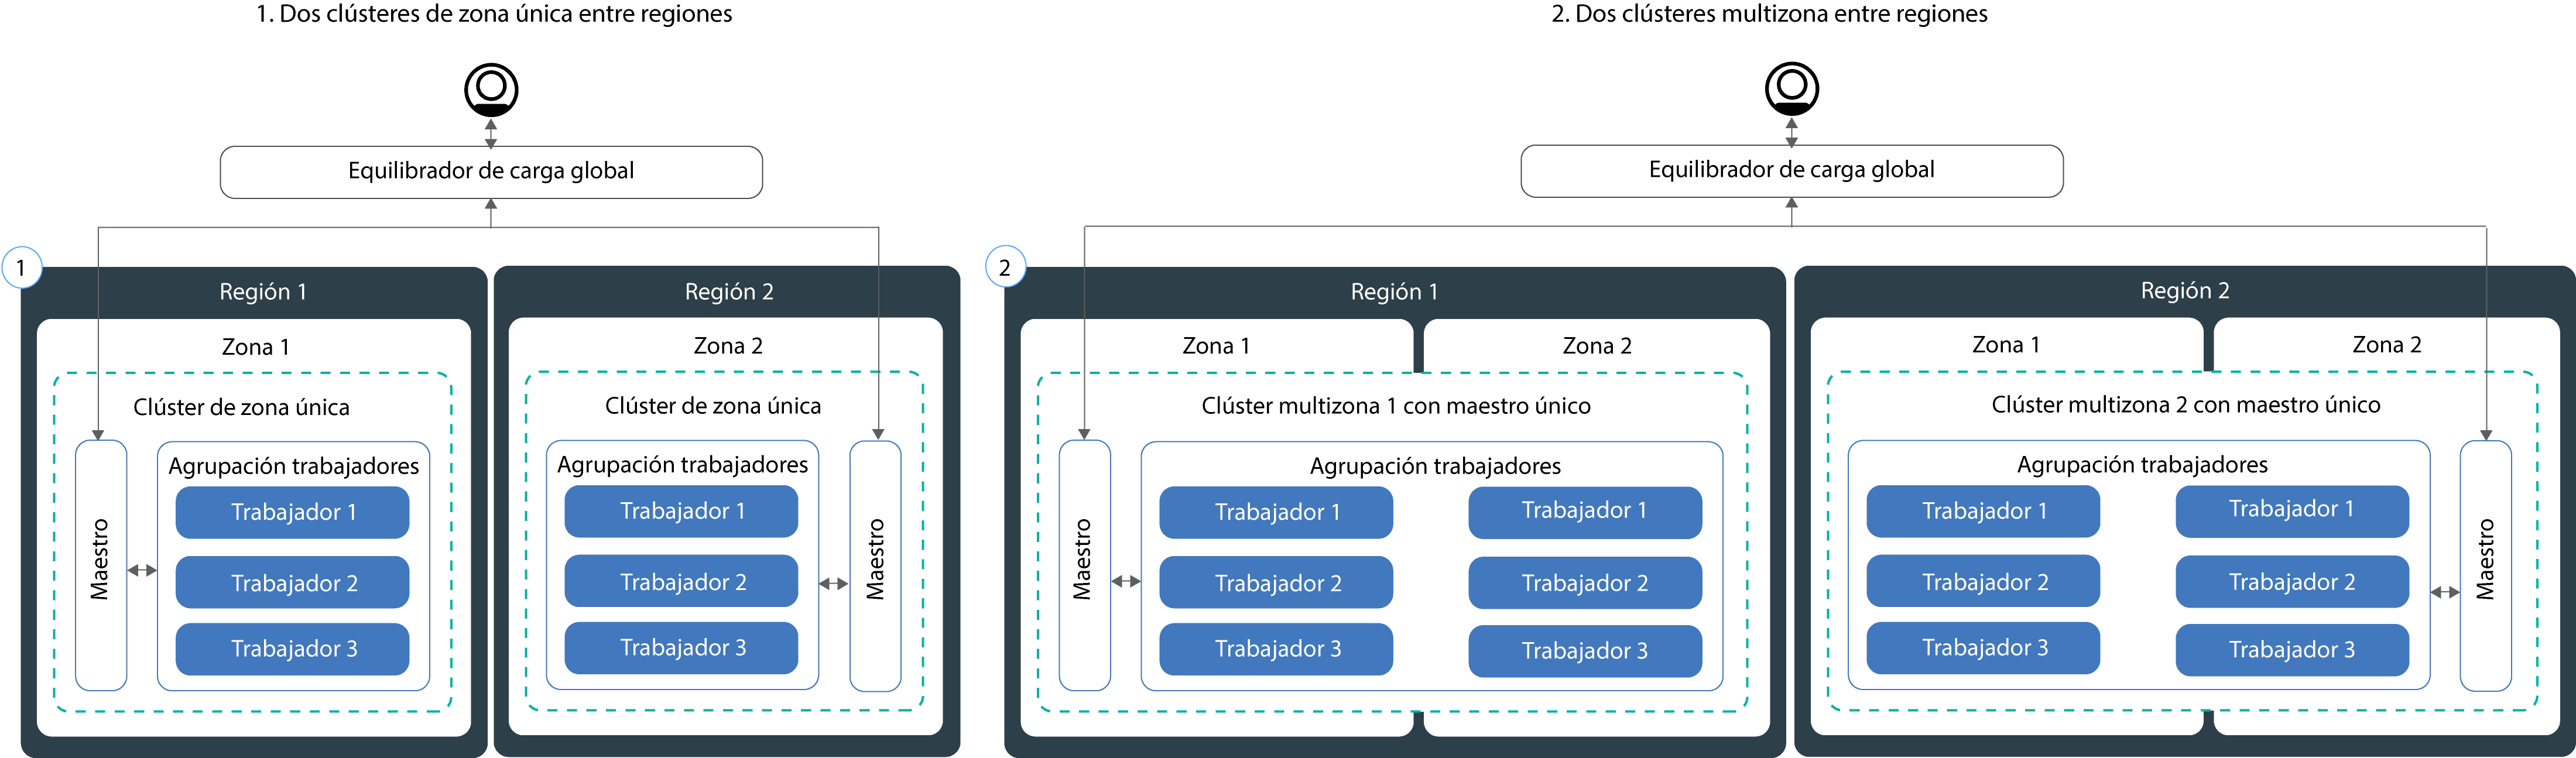 1. Dos clústeres de zona única entre regiones
Equilibrador de carga global
1
Región 1
Zona 1
Clúster de zona única
Maestro
Agrupación trabajadores
Trabajador 1
Trabajador 2
Trabajador 3
Región 2
Zona 2
Clúster de zona única
Agrupación trabajadores
Trabajador 1
Trabajador 2
Trabajador 3
Maestro
2. Dos clústeres multizona entre regiones
Equilibrador de carga global
2
Región 1
Zona 1
Zona 2
Clúster multizona 1 con maestro único
Maestro
Agrupación trabajadores
Trabajador 1
Trabajador 1
Trabajador 2
Trabajador 2
Trabajador 3
Trabajador 3
Región 2
Zona 1
Zona 2
Clúster multizona 2 con maestro único
Agrupación trabajadores
Trabajador 1
Trabajador 1
Trabajador 2
Trabajador 2
Trabajador 3
Trabajador 3
Maestro